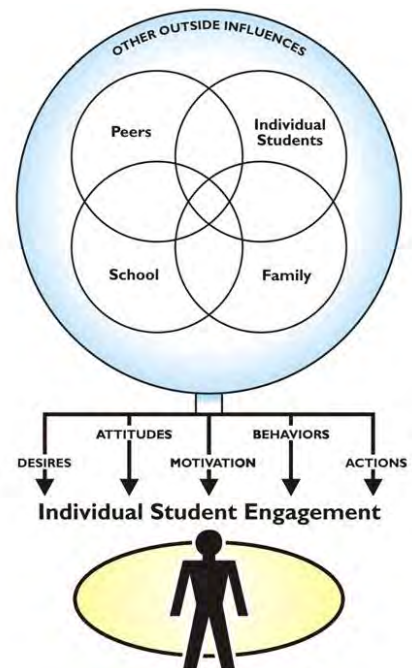 OTHER OUTSIDE INFLUENCES
Peers
Individual
Students
School
Family
ATTITUDES
BEHAVIORS
DESIRES
MOTIVATION
ACTIONS
Individual Student Engagement